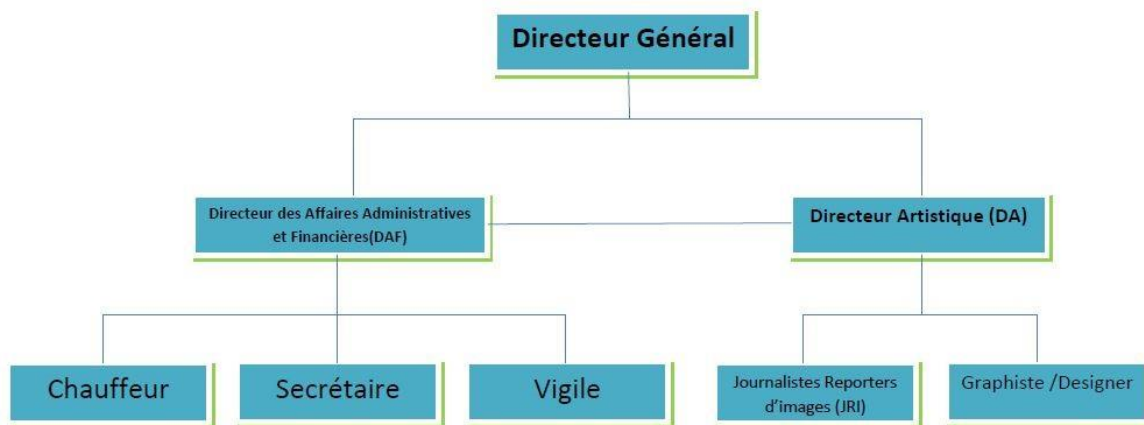 Directeur Général
Directeur des Affaires Administratives
et Financières(DAF)
Directeur Artistique (DA)
Chauffeur
Secrétaire
Vigile
Journalistes Reporters
d’images (JRI)
Graphiste /Designer